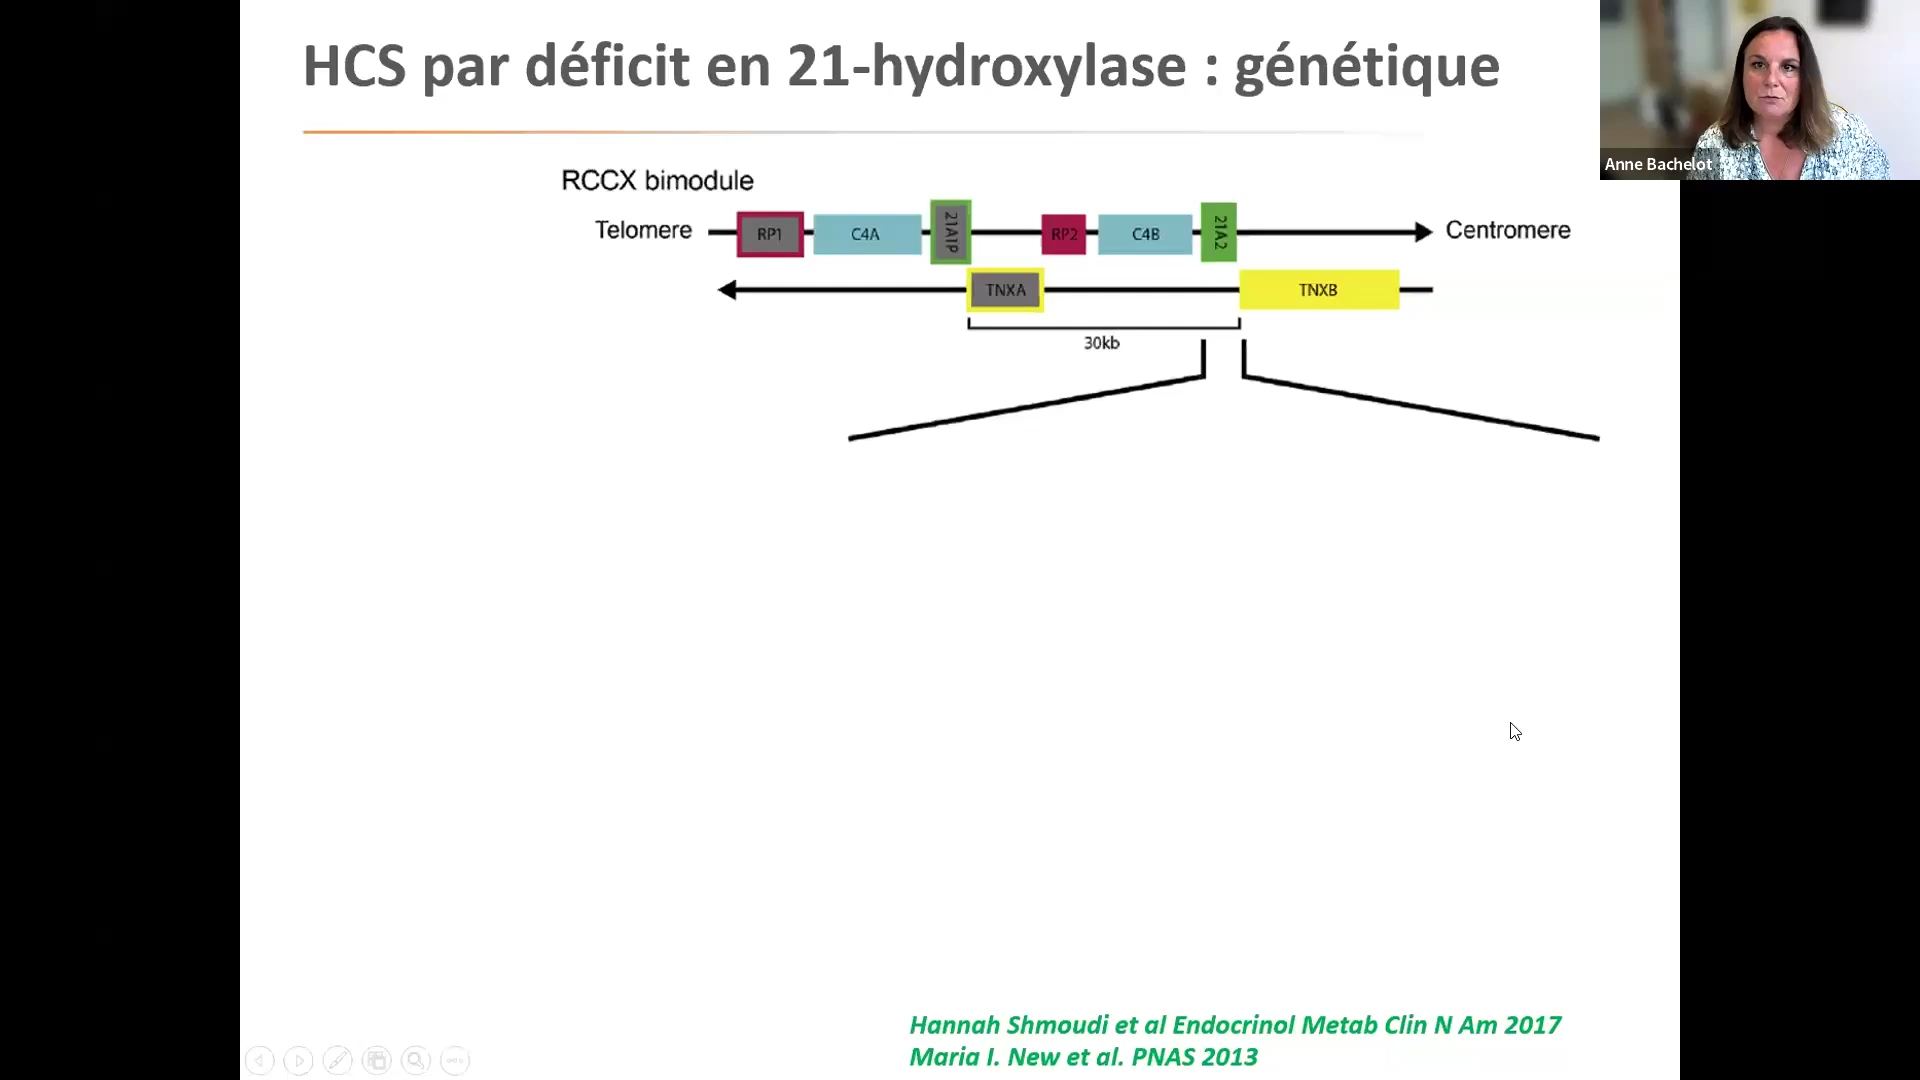 HCS par déficit en 21-hydroxylase : génétique
Anne Bachelot
RCCX bimodule
Telomere
RP1
C4A
21A1P
RP2
C4B
21A2
Centromere
TNXA
TNXB
30kb
Hannah Shmoudi et al Endocrinol Metab Clin N Am 2017
Maria I. New et al. PNAS 2013